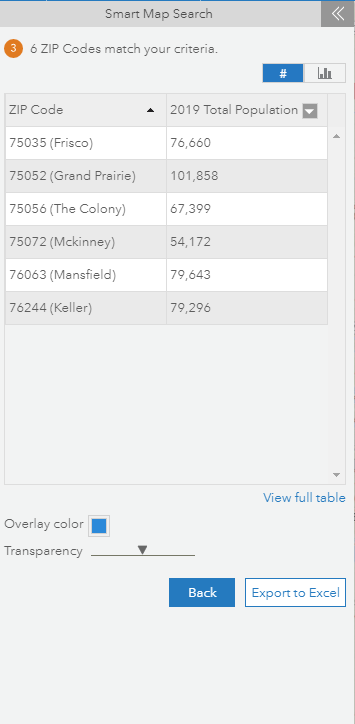 Smart Map Search
3 6 ZIP Codes match your criteria.
#
ZIP Code 2019 Total Population
75035 (Frisco) 76,660
75052 (Grand Prairie) 101,858
75056 (The Colony) 67,399
75072 (Mckinney) 54,172
76063 (Mansfield) 79,643
76244 (Keller) 79,296
View full table
Overlay color
Transparency
Back Export to Excel